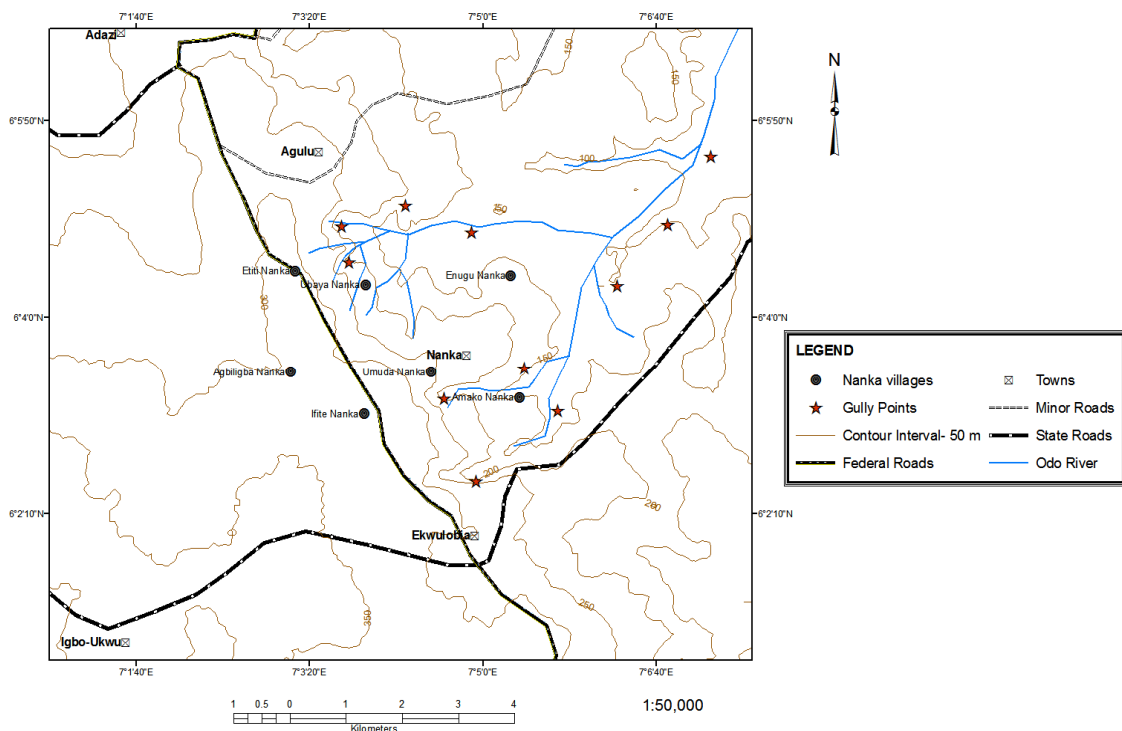 7°1'40"E 7°3'20"E 7°5'0"E 7°6'40"E
Adazi
150
150
N
6°5'50"N 6°5'50"N
Agulu
100
350
Etiti Nanka
Ubaya Nanka
Enugu Nanka
300
6°4'0"N 6°4'0"N
Nanka
150
Agbiligba Nanka
Umuda Nanka
Amako Nanka
Ifite Nanka
200
200
6°2'10"N 6°2'10"N
Ekwulobia
250
350
Igbo-Ukwu
7°1'40"E 7°3'20"E 7°5'0"E 7°6'40"E
LEGEND
Nanka villages
Towns
Gully Points
Minor Roads
Contour Interval- 50 m
State Roads
Federal Roads
Odo River
1 0.5 0 1 2 3 4
Kilometers
1:50,000